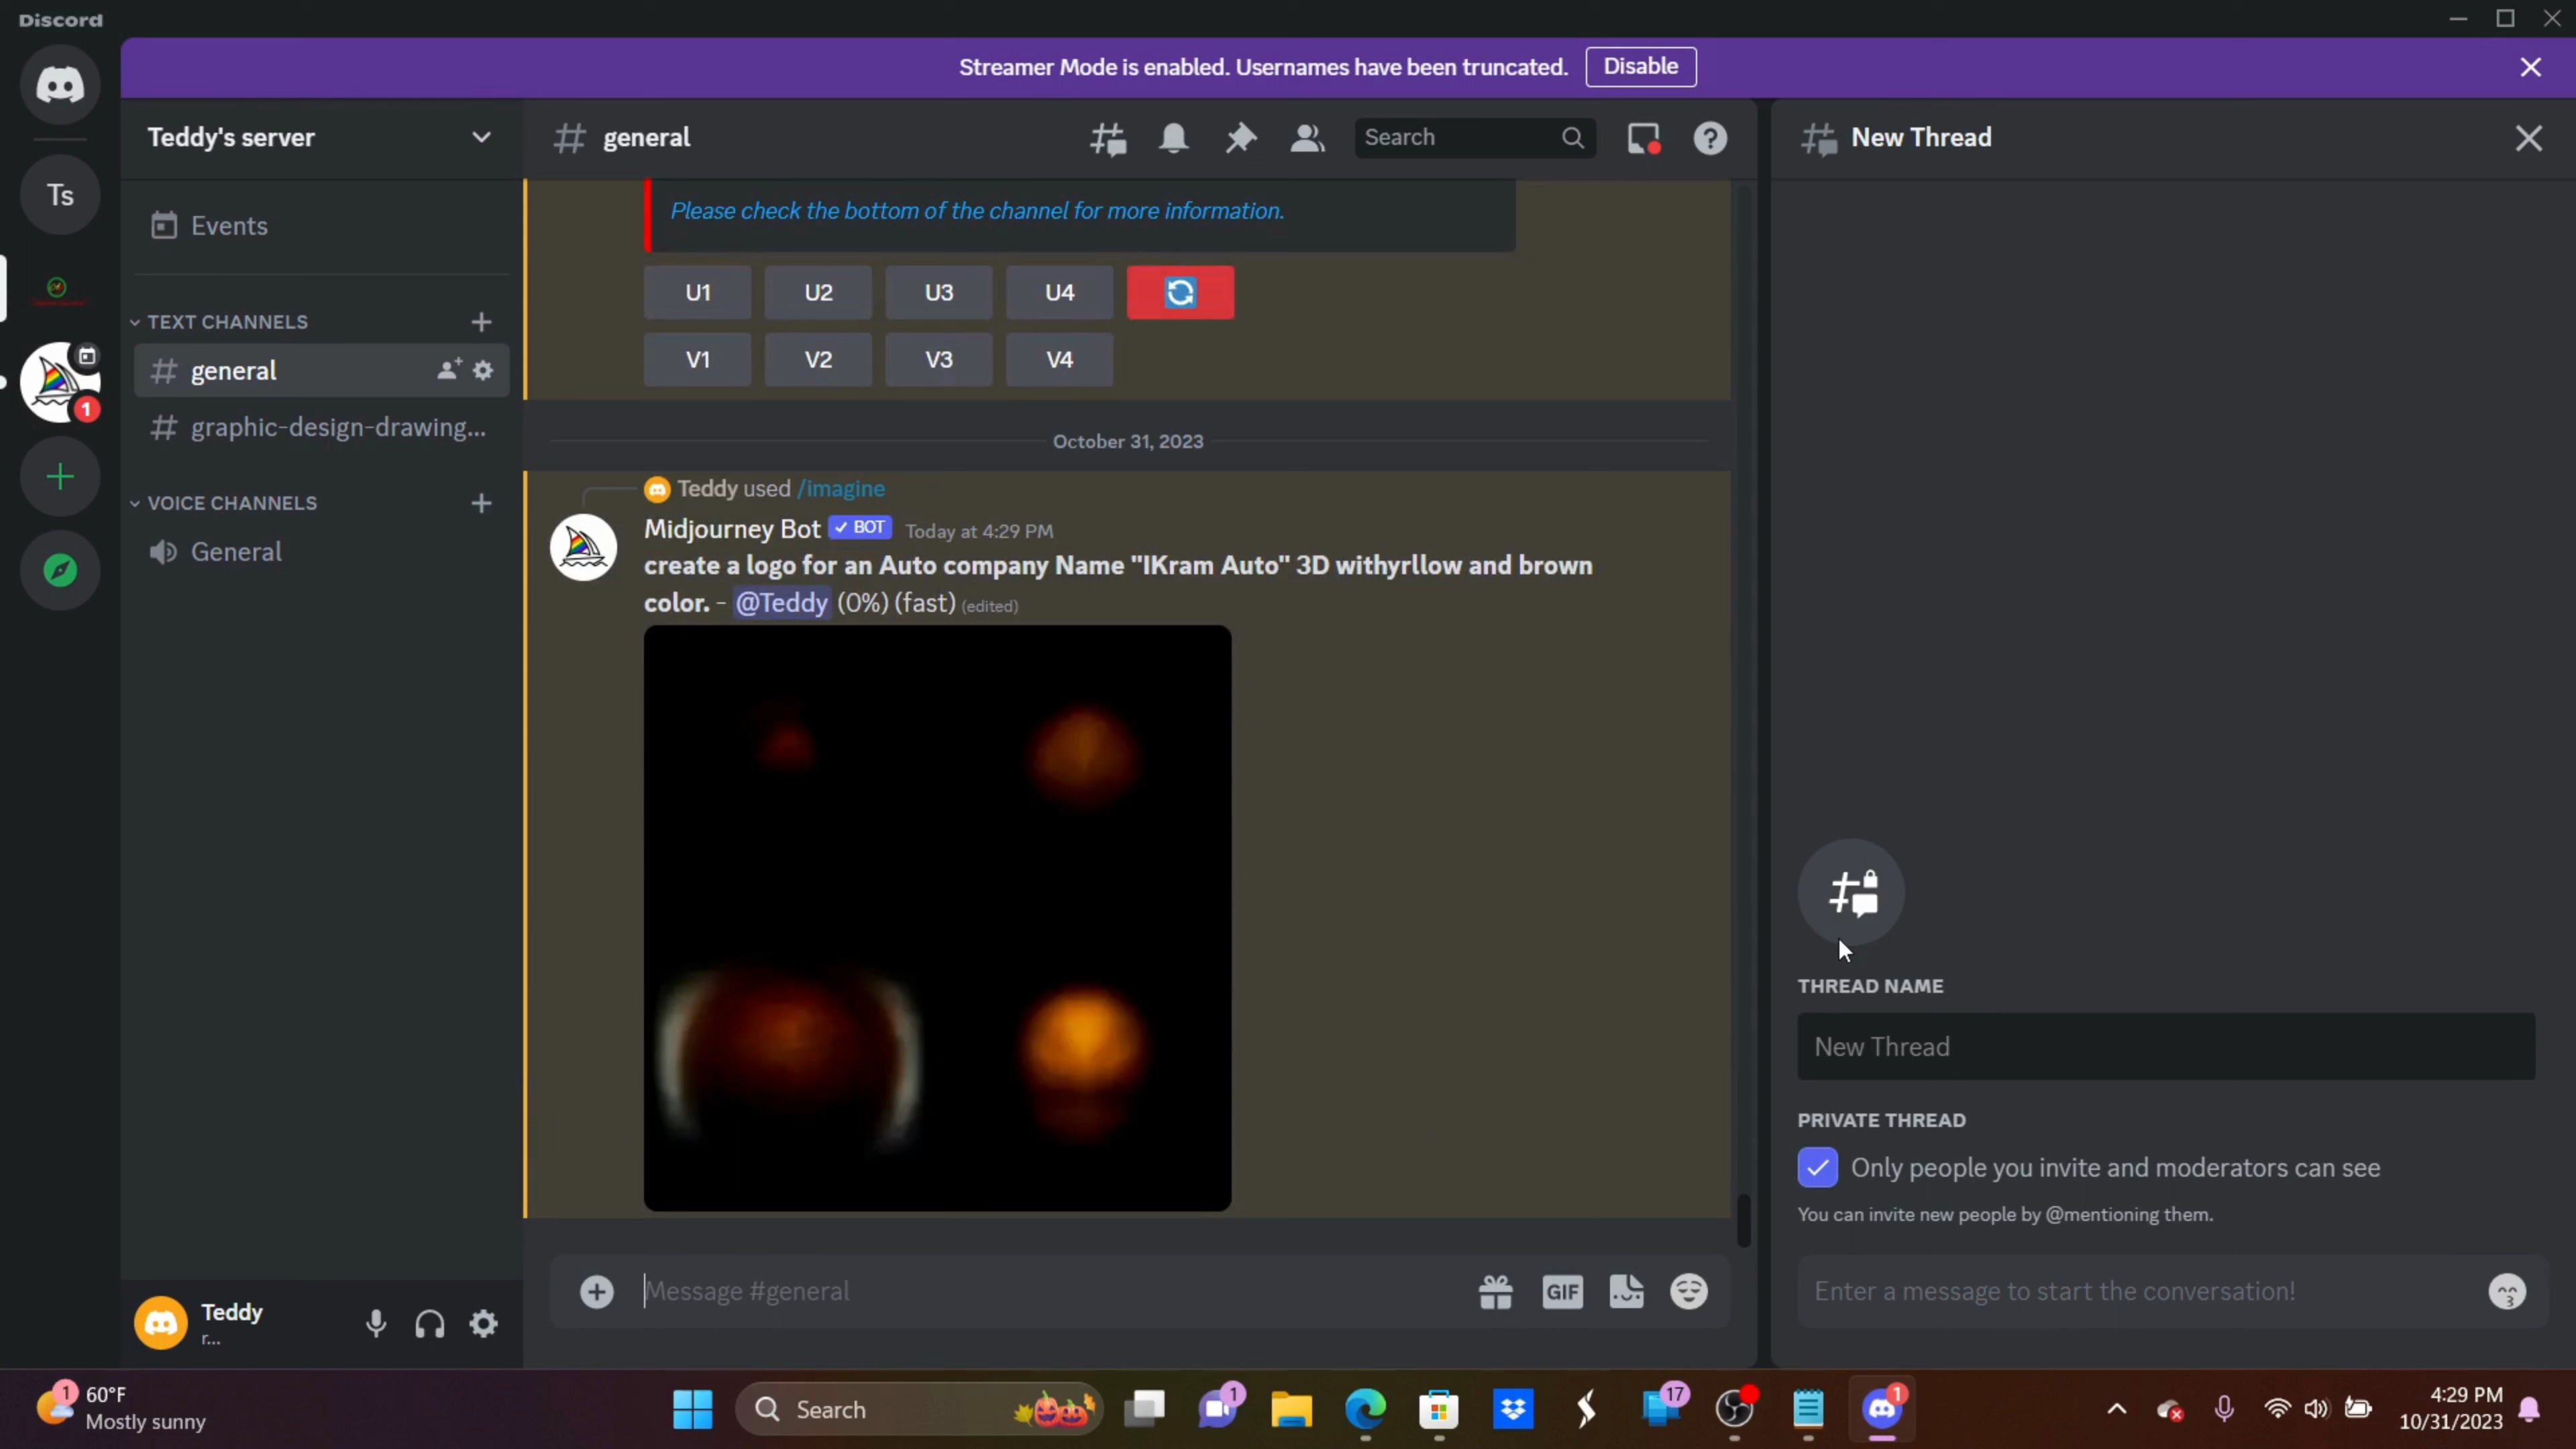 Discord
Streamer Mode is enabled. Usernames have been truncated.
Disable
Teddy's server
general
Search
New Thread
Ts
Events
Please check the bottom of the channel for more information.
U1 U2 U3 U4
V1 V2 V3 V4
TEXT CHANNELS
general
graphic-design-drawing...
1
VOICE CHANNELS
General
October 31, 2023
Teddy used /imagine
Midjourney Bot BOT Today at 4:29 PM
create a logo for an Auto company Name "IKram Auto" 3D withyrllow and brown
color. - @Teddy (0%) (fast) (edited)
THREAD NAME
New Thread
PRIVATE THREAD
Only people you invite and moderators can see
You can invite new people by @mentioning them.
Enter a message to start the conversation!
Message #general
GIF
Teddy
r...
1
60°F
Mostly sunny
Search
1
17
1
4:29 PM
10/31/2023